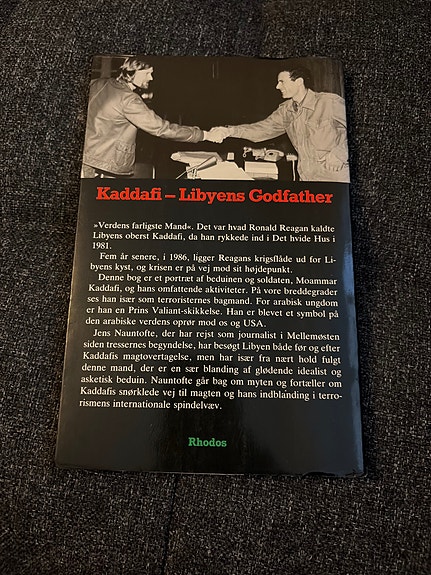 Kaddafi – Libyens Godfather
»Verdens farligste Mand«. Det var hvad Ronald Reagan kaldte
Libyens oberst Kaddafi, da han rykkede ind i Det hvide Hus i
1981.
Fem år senere, i 1986, ligger Reagans krigsflåde ud for Li-
byens kyst, og krisen er på vej mod sit højdepunkt.
Denne bog er et portræt af beduinen og soldaten, Moammar
Kaddafi, og hans omfattende aktiviteter. På vore breddegrader
ses han især som terroristernes bagmand. For arabisk ungdom
er han en Prins Valiant-skikkelse. Han er blevet et symbol på
den arabiske verdens oprør mod os og USA.
Jens Nauntofte, der har rejst som journalist i Mellemøsten
siden tressernes begyndelse, har besøgt Libyen både før og efter
Kaddafis magtovertagelse, men har især fra nært hold fulgt
denne mand, der er en sær blanding af glødende idealist og
asketisk beduin. Nauntofte går bag om myten og fortæller om
Kaddafis snørklede vej til magten og hans indblanding i terro-
rismens internationale spindelvæv.
Rhodos